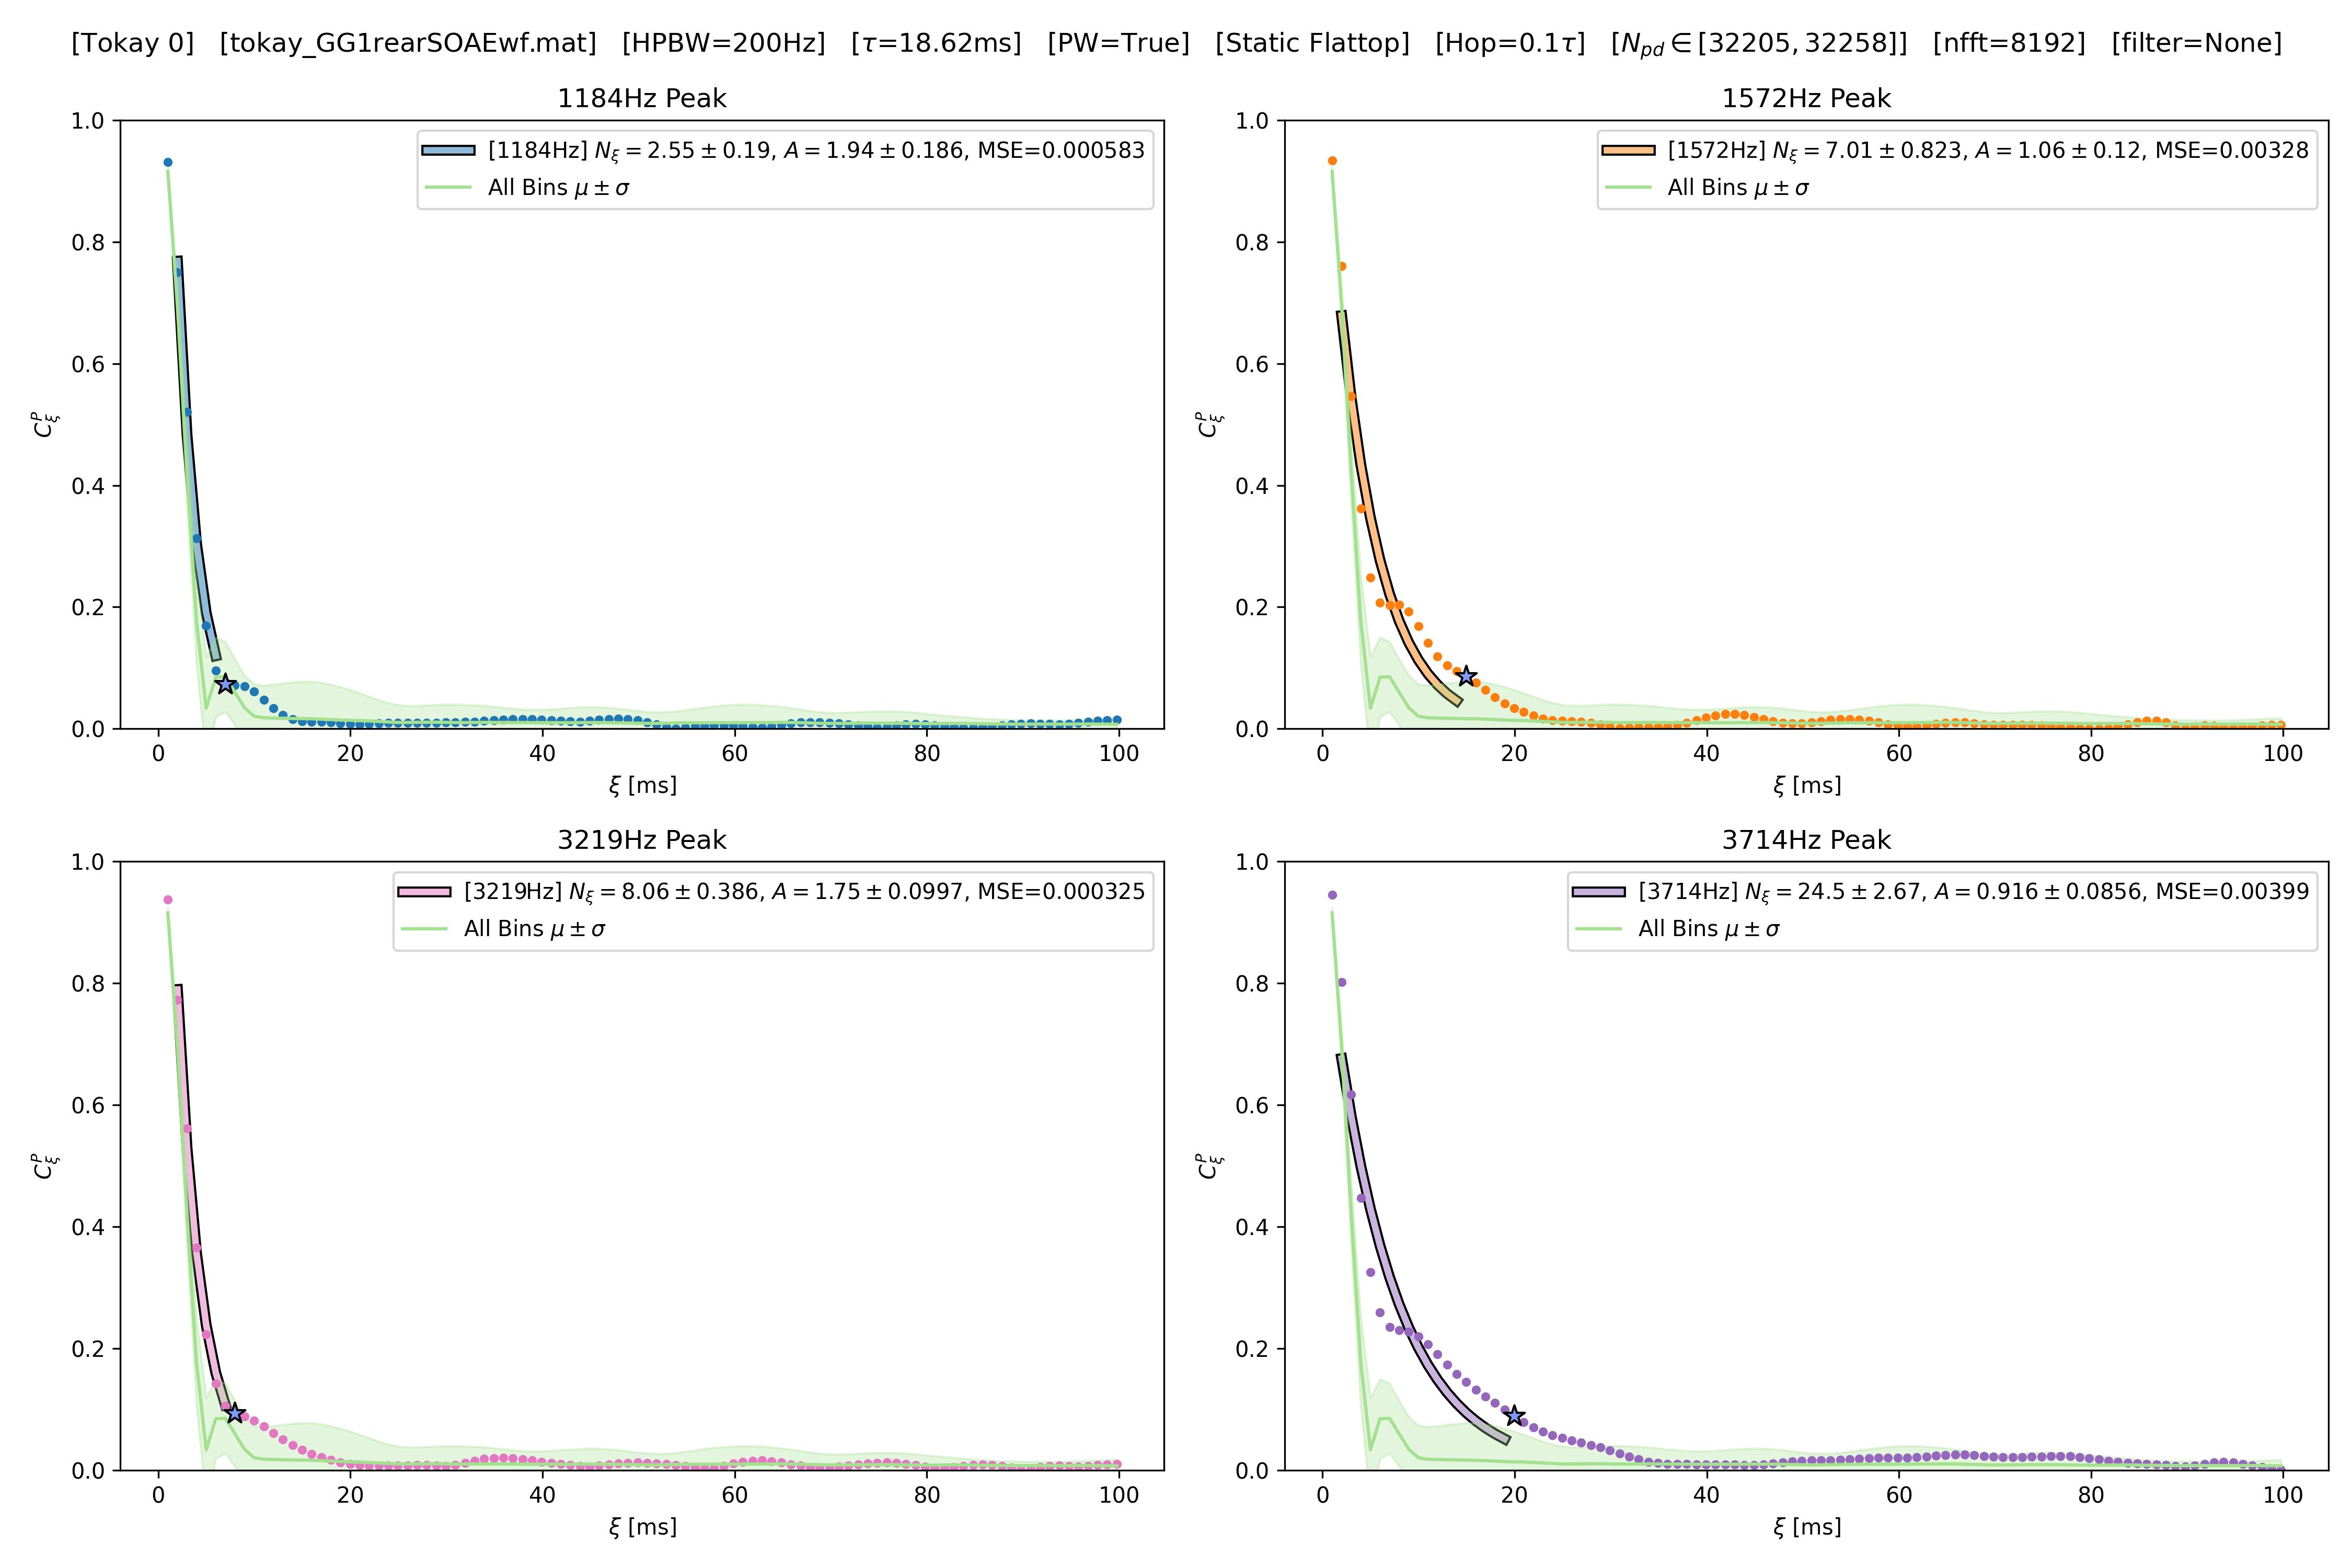 [Tokay 0] [tokay_GG1rearSOAEwf.mat] [HPBW=200Hz] [τ=18.62ms] [PW=True] [Static Flattop] [Hop=0.1τ] [N_pd ∈ [32205, 32258]] [nfft=8192] [filter=None]
1184Hz Peak
[1184Hz] N_ξ = 2.55 ± 0.19, A = 1.94 ± 0.186, MSE=0.000583
All Bins μ ± σ
1.0
0.8
0.6
0.4
0.2
0.0
C_ξ^P
0 20 40 60 80 100
ξ [ms]
1572Hz Peak
[1572Hz] N_ξ = 7.01 ± 0.823, A = 1.06 ± 0.12, MSE=0.00328
All Bins μ ± σ
1.0
0.8
0.6
0.4
0.2
0.0
C_ξ^P
0 20 40 60 80 100
ξ [ms]
3219Hz Peak
[3219Hz] N_ξ = 8.06 ± 0.386, A = 1.75 ± 0.0997, MSE=0.000325
All Bins μ ± σ
1.0
0.8
0.6
0.4
0.2
0.0
C_ξ^P
0 20 40 60 80 100
ξ [ms]
3714Hz Peak
[3714Hz] N_ξ = 24.5 ± 2.67, A = 0.916 ± 0.0856, MSE=0.00399
All Bins μ ± σ
1.0
0.8
0.6
0.4
0.2
0.0
C_ξ^P
0 20 40 60 80 100
ξ [ms]